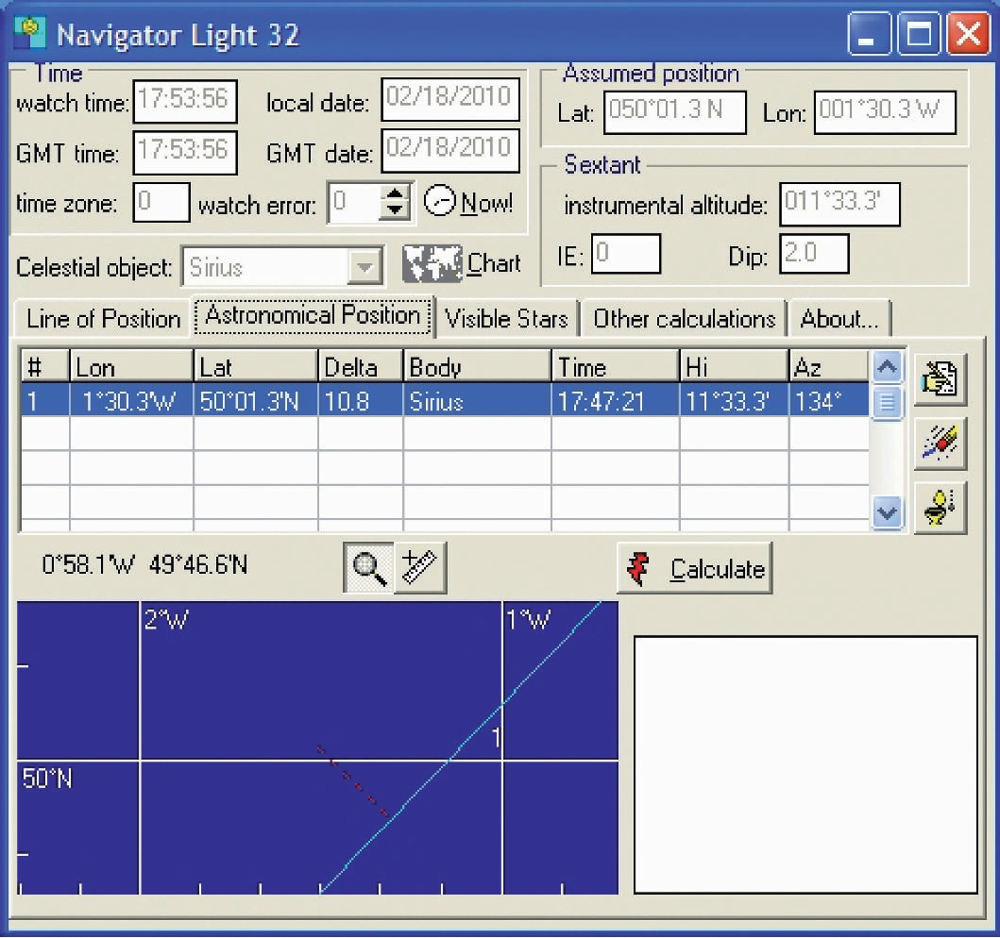 Navigator Light 32
Time
watch time: 17:53:56 local date: 02/18/2010
GMT time: 17:53:56 GMT date: 02/18/2010
time zone: 0 watch error: 0 Now!
Assumed position
Lat: 050°01.3 N Lon: 001°30.3 W
Sextant
instrumental altitude: 011°33.3'
IE: 0 Dip: 2.0
Celestial object: Sirius Chart
Line of Position Astronomical Position Visible Stars Other calculations About...
# Lon Lat Delta Body Time Hi Az
1 1°30.3'W 50°01.3'N 10.8 Sirius 17:47:21 11°33.3' 134°
0°58.1'W 49°46.6'N Calculate
2°W 1°W
1
50°N